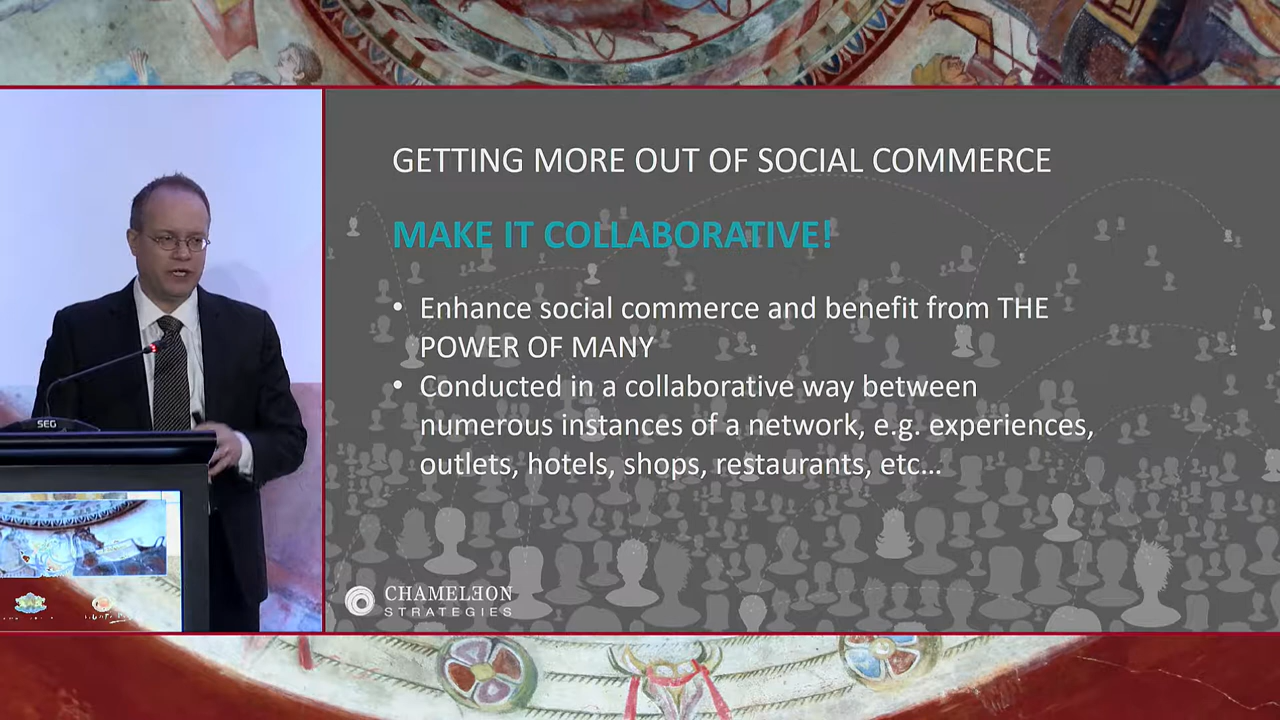 GETTING MORE OUT OF SOCIAL COMMERCE
MAKE IT COLLABORATIVE!
• Enhance social commerce and benefit from THE
POWER OF MANY
• Conducted in a collaborative way between
numerous instances of a network, e.g. experiences,
outlets, hotels, shops, restaurants, etc...
SEG
CHAMELƎON
STRATEGIES